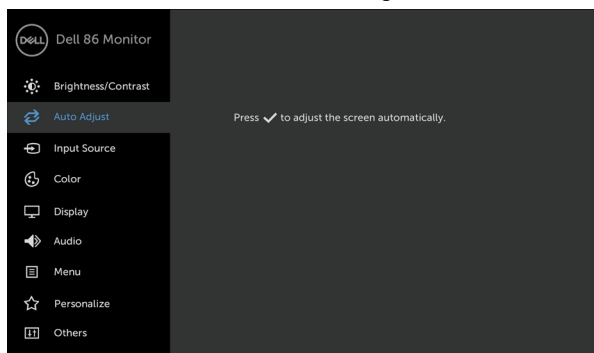 DELL Dell 86 Monitor
Brightness/Contrast
Auto Adjust
Press ✓ to adjust the screen automatically.
Input Source
Color
Display
Audio
Menu
Personalize
Others